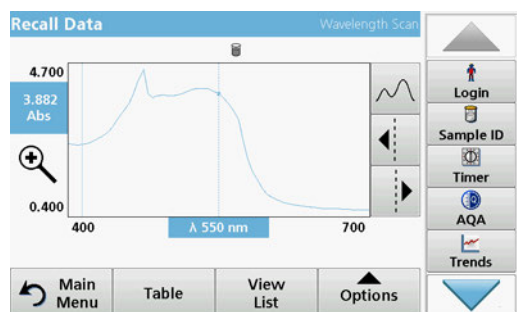 Recall Data
Wavelength Scan
4.700
3.882
Abs
0.400
400
λ 550 nm
700
Main
Menu
Table
View
List
Options
Login
Sample ID
Timer
AQA
Trends